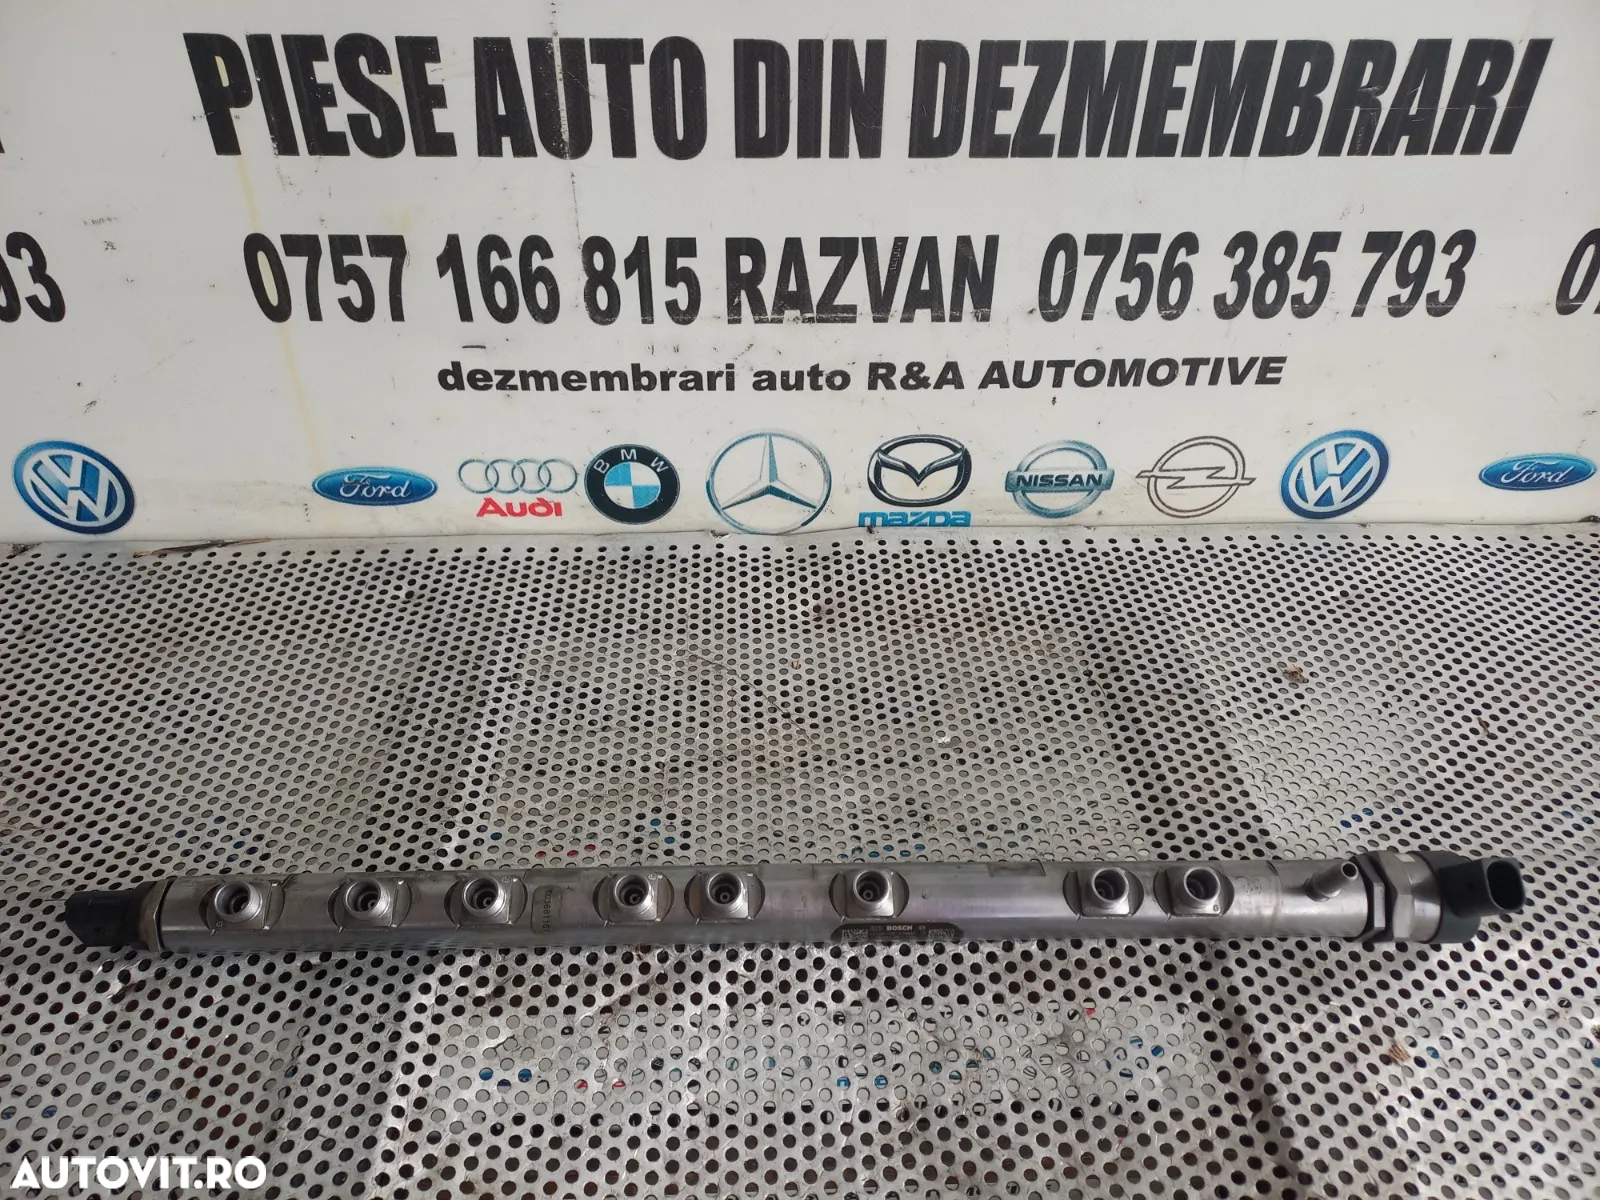 PIESE AUTO DIN DEZMEMBRARI
93
0757 166 815 RAZVAN 0756 385 793
dezmembrari auto R&A AUTOMOTIVE
Ford
Audi
BMW
mazda
NISSAN
Ford
BOSCH
AUTOVIT.RO